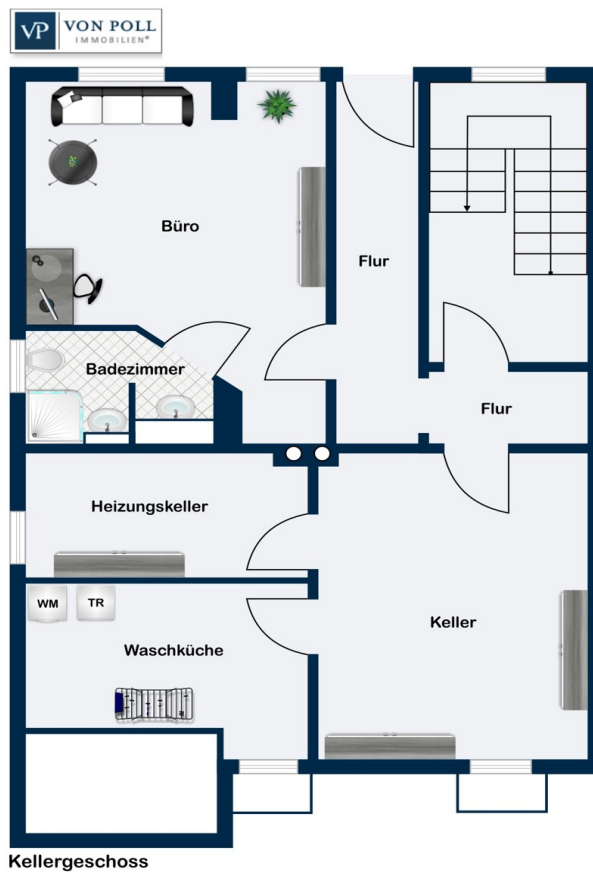 VP VON POLL
IMMOBILIEN®
Büro
Flur
Badezimmer
Flur
Heizungskeller
WM TR
Keller
Waschküche
Kellergeschoss